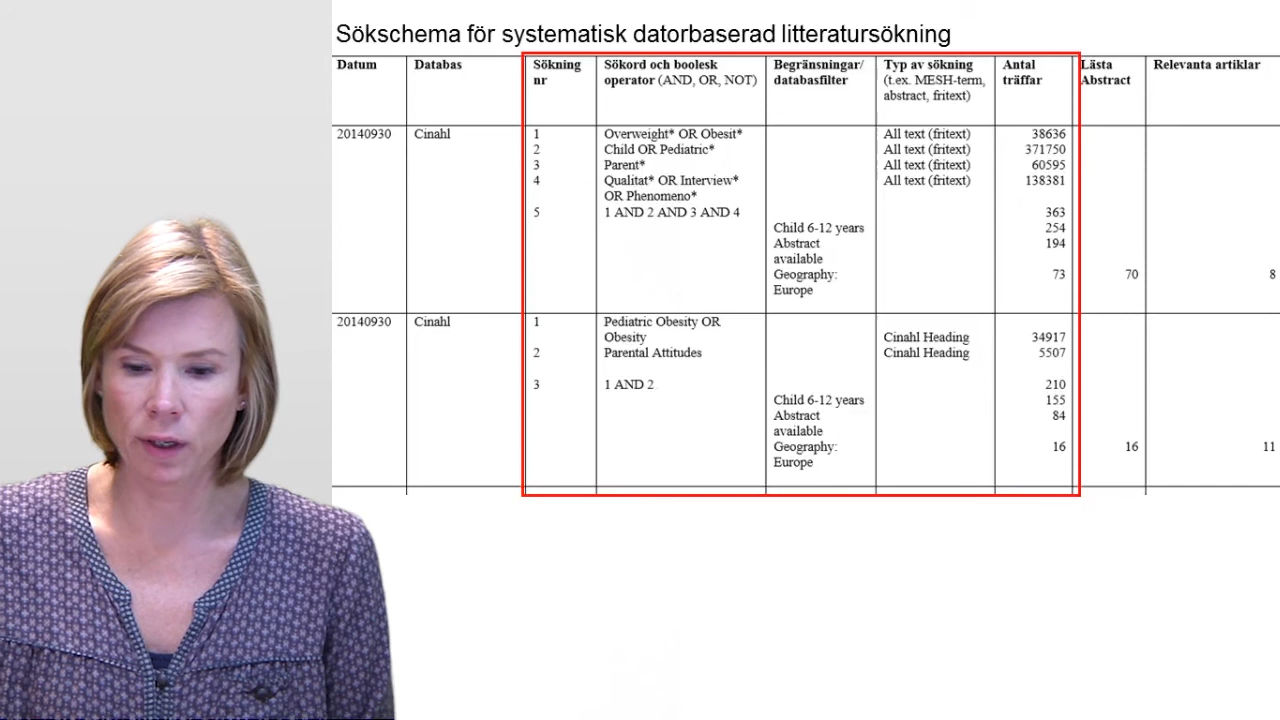 Sökschema för systematisk datorbaserad litteratursökning
Datum Databas Sökning nr Sökord och boolesk operator (AND, OR, NOT) Begränsningar/ databasfilter Typ av sökning (t.ex. MESH-term, abstract, fritext) Antal träffar Lästa Abstract Relevanta artiklar
20140930 Cinahl 1 Overweight* OR Obesit* All text (fritext) 38636
2 Child OR Pediatric* All text (fritext) 371750
3 Parent* All text (fritext) 60595
4 Qualitat* OR Interview* All text (fritext) 138381
OR Phenomeno*
5 1 AND 2 AND 3 AND 4 363
Child 6-12 years 254
Abstract 194
available
Geography: 73 70 8
Europe
20140930 Cinahl 1 Pediatric Obesity OR
Obesity Cinahl Heading 34917
2 Parental Attitudes Cinahl Heading 5507
3 1 AND 2 210
Child 6-12 years 155
Abstract 84
available
Geography: 16 16 11
Europe